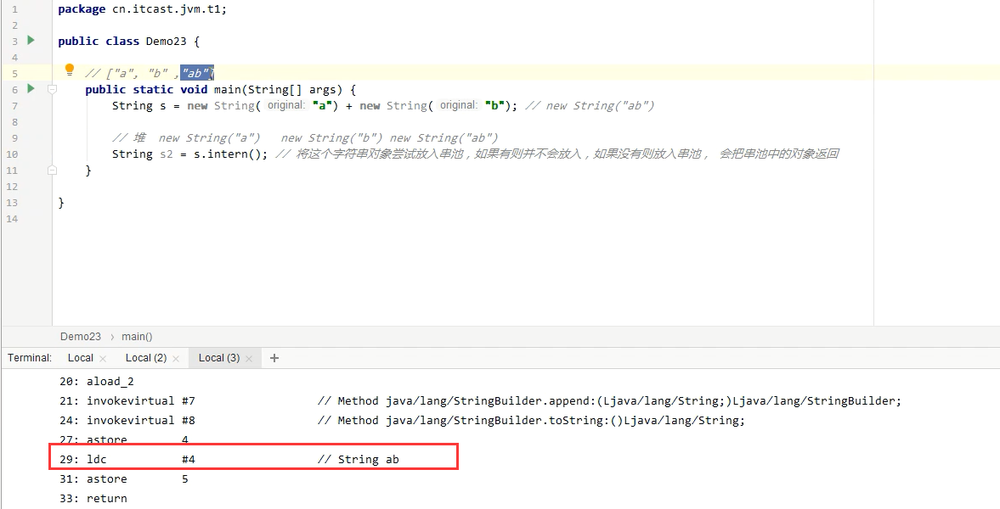 1 package cn.itcast.jvm.t1;
2
3 public class Demo23 {
4
5 // ["a", "b" ,"ab"]
6 public static void main(String[] args) {
7 String s = new String( original: "a") + new String( original: "b"); // new String("ab")
8
9 // 堆 new String("a") new String("b") new String("ab")
10 String s2 = s.intern(); // 将这个字符串对象尝试放入串池，如果有则并不会放入，如果没有则放入串池， 会把串池中的对象返回
11 }
12
13 }
14
Demo23 › main()
Terminal: Local × Local (2) × Local (3) × +
20: aload_2
21: invokevirtual #7 // Method java/lang/StringBuilder.append:(Ljava/lang/String;)Ljava/lang/StringBuilder;
24: invokevirtual #8 // Method java/lang/StringBuilder.toString:()Ljava/lang/String;
27: astore 4
29: ldc #4 // String ab
31: astore 5
33: return